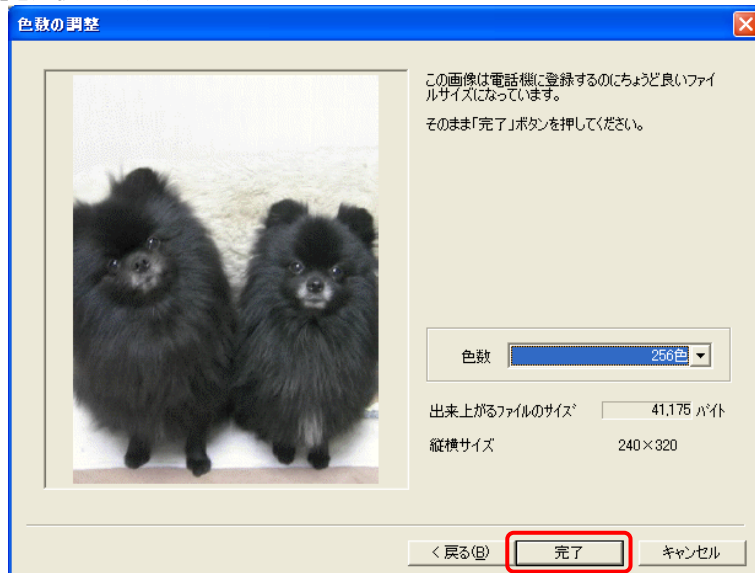 色数の調整
この画像は電話機に登録するのにちょうど良いファイ
ルサイズになっています。
そのまま「完了」ボタンを押してください。
色数 256色
出来上がるファイルのサイズ 41,175 バイト
縦横サイズ 240×320
< 戻る(B) 完了 キャンセル